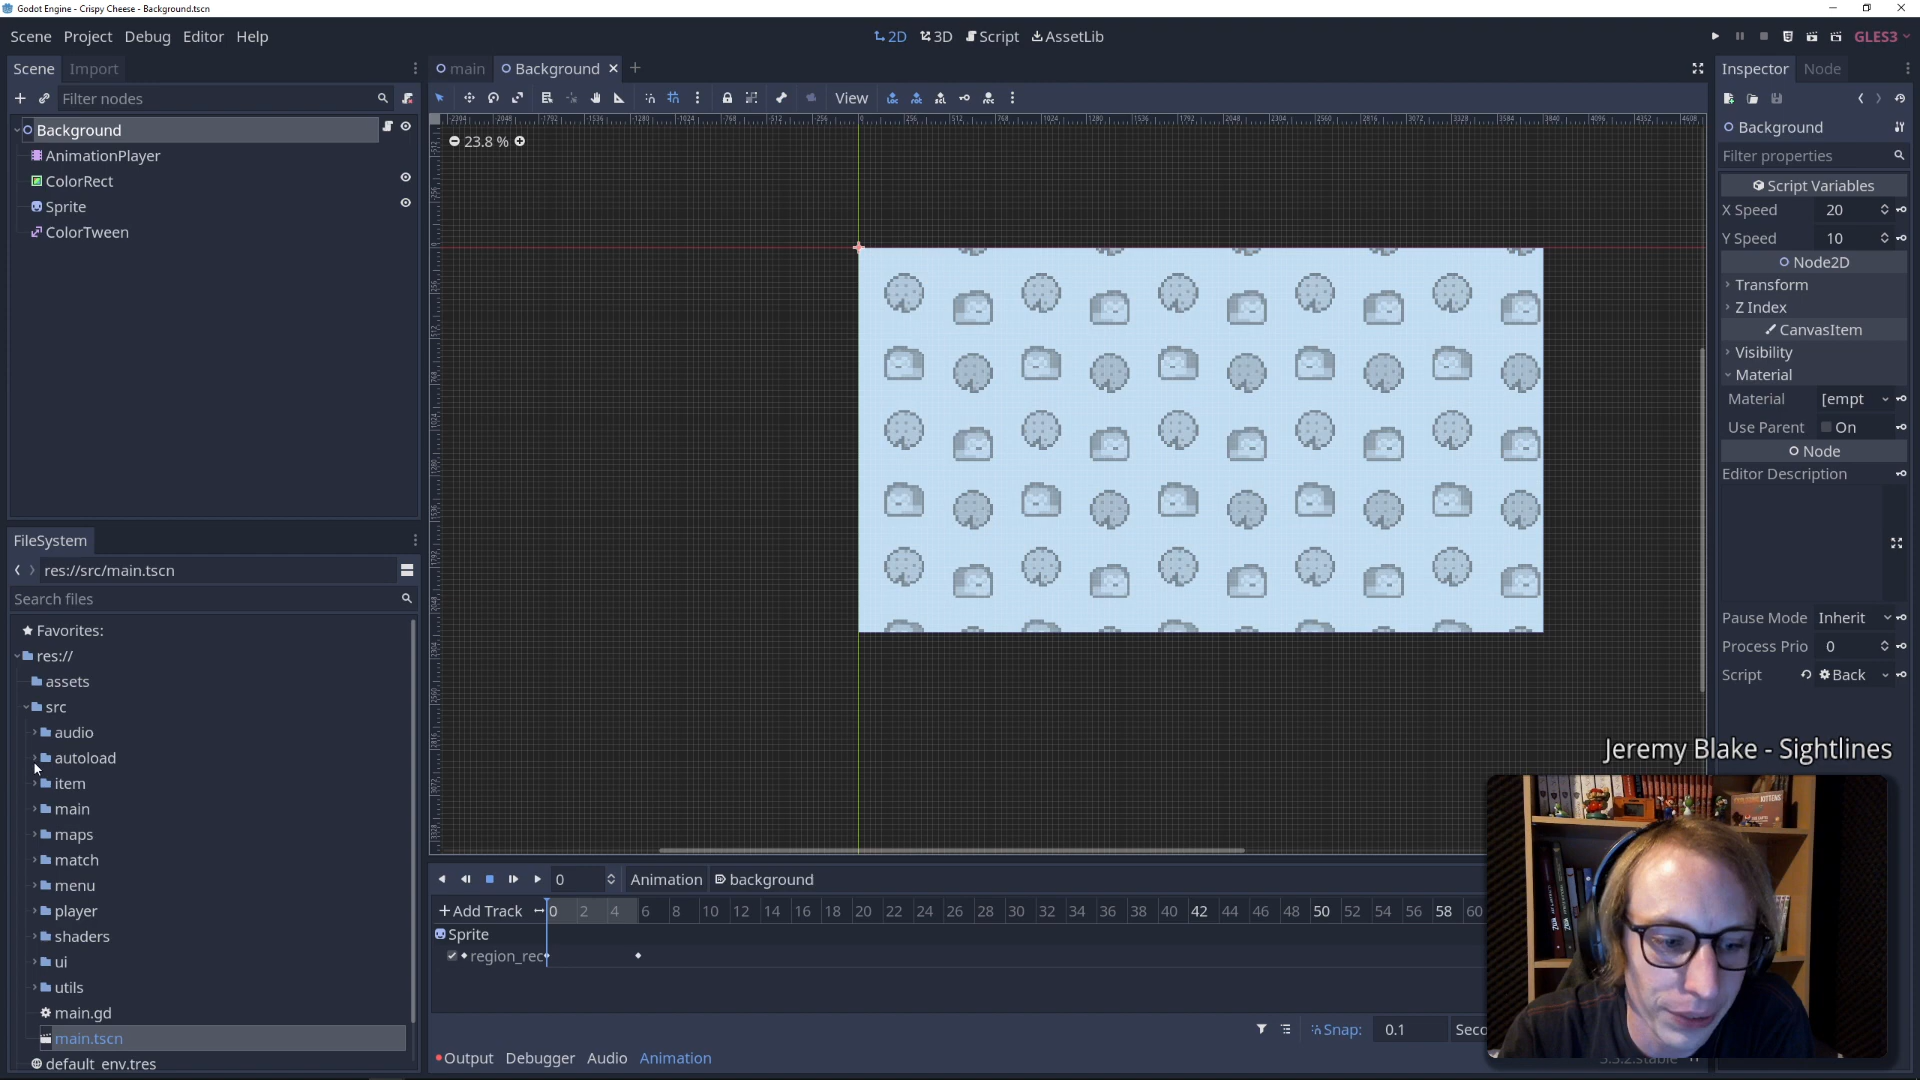 Godot Engine - Crispy Cheese - Background.tscn
Scene Project Debug Editor Help
2D 3D Script AssetLib
GLES3
Scene Import
main Background
Inspector Node
Filter nodes
View
Background
AnimationPlayer
ColorRect
Sprite
ColorTween
23.8 %
Background
Filter properties
Script Variables
X Speed 20
Y Speed 10
Node2D
Transform
Z Index
CanvasItem
Visibility
Material
Material [empt
Use Parent On
Node
Editor Description
Pause Mode Inherit
Process Prio 0
Script Back
FileSystem
res://src/main.tscn
Search files
Favorites:
res://
assets
src
audio
autoload
item
main
maps
match
menu
player
shaders
ui
utils
main.gd
main.tscn
default_env.tres
Jeremy Blake - Sightlines
0 Animation background
Add Track 0 2 4 6 8 10 12 14 16 18 20 22 24 26 28 30 32 34 36 38 40 42 44 46 48 50 52 54 56 58 60
Sprite
region_rec
Snap: 0.1 Seco
Output Debugger Audio Animation